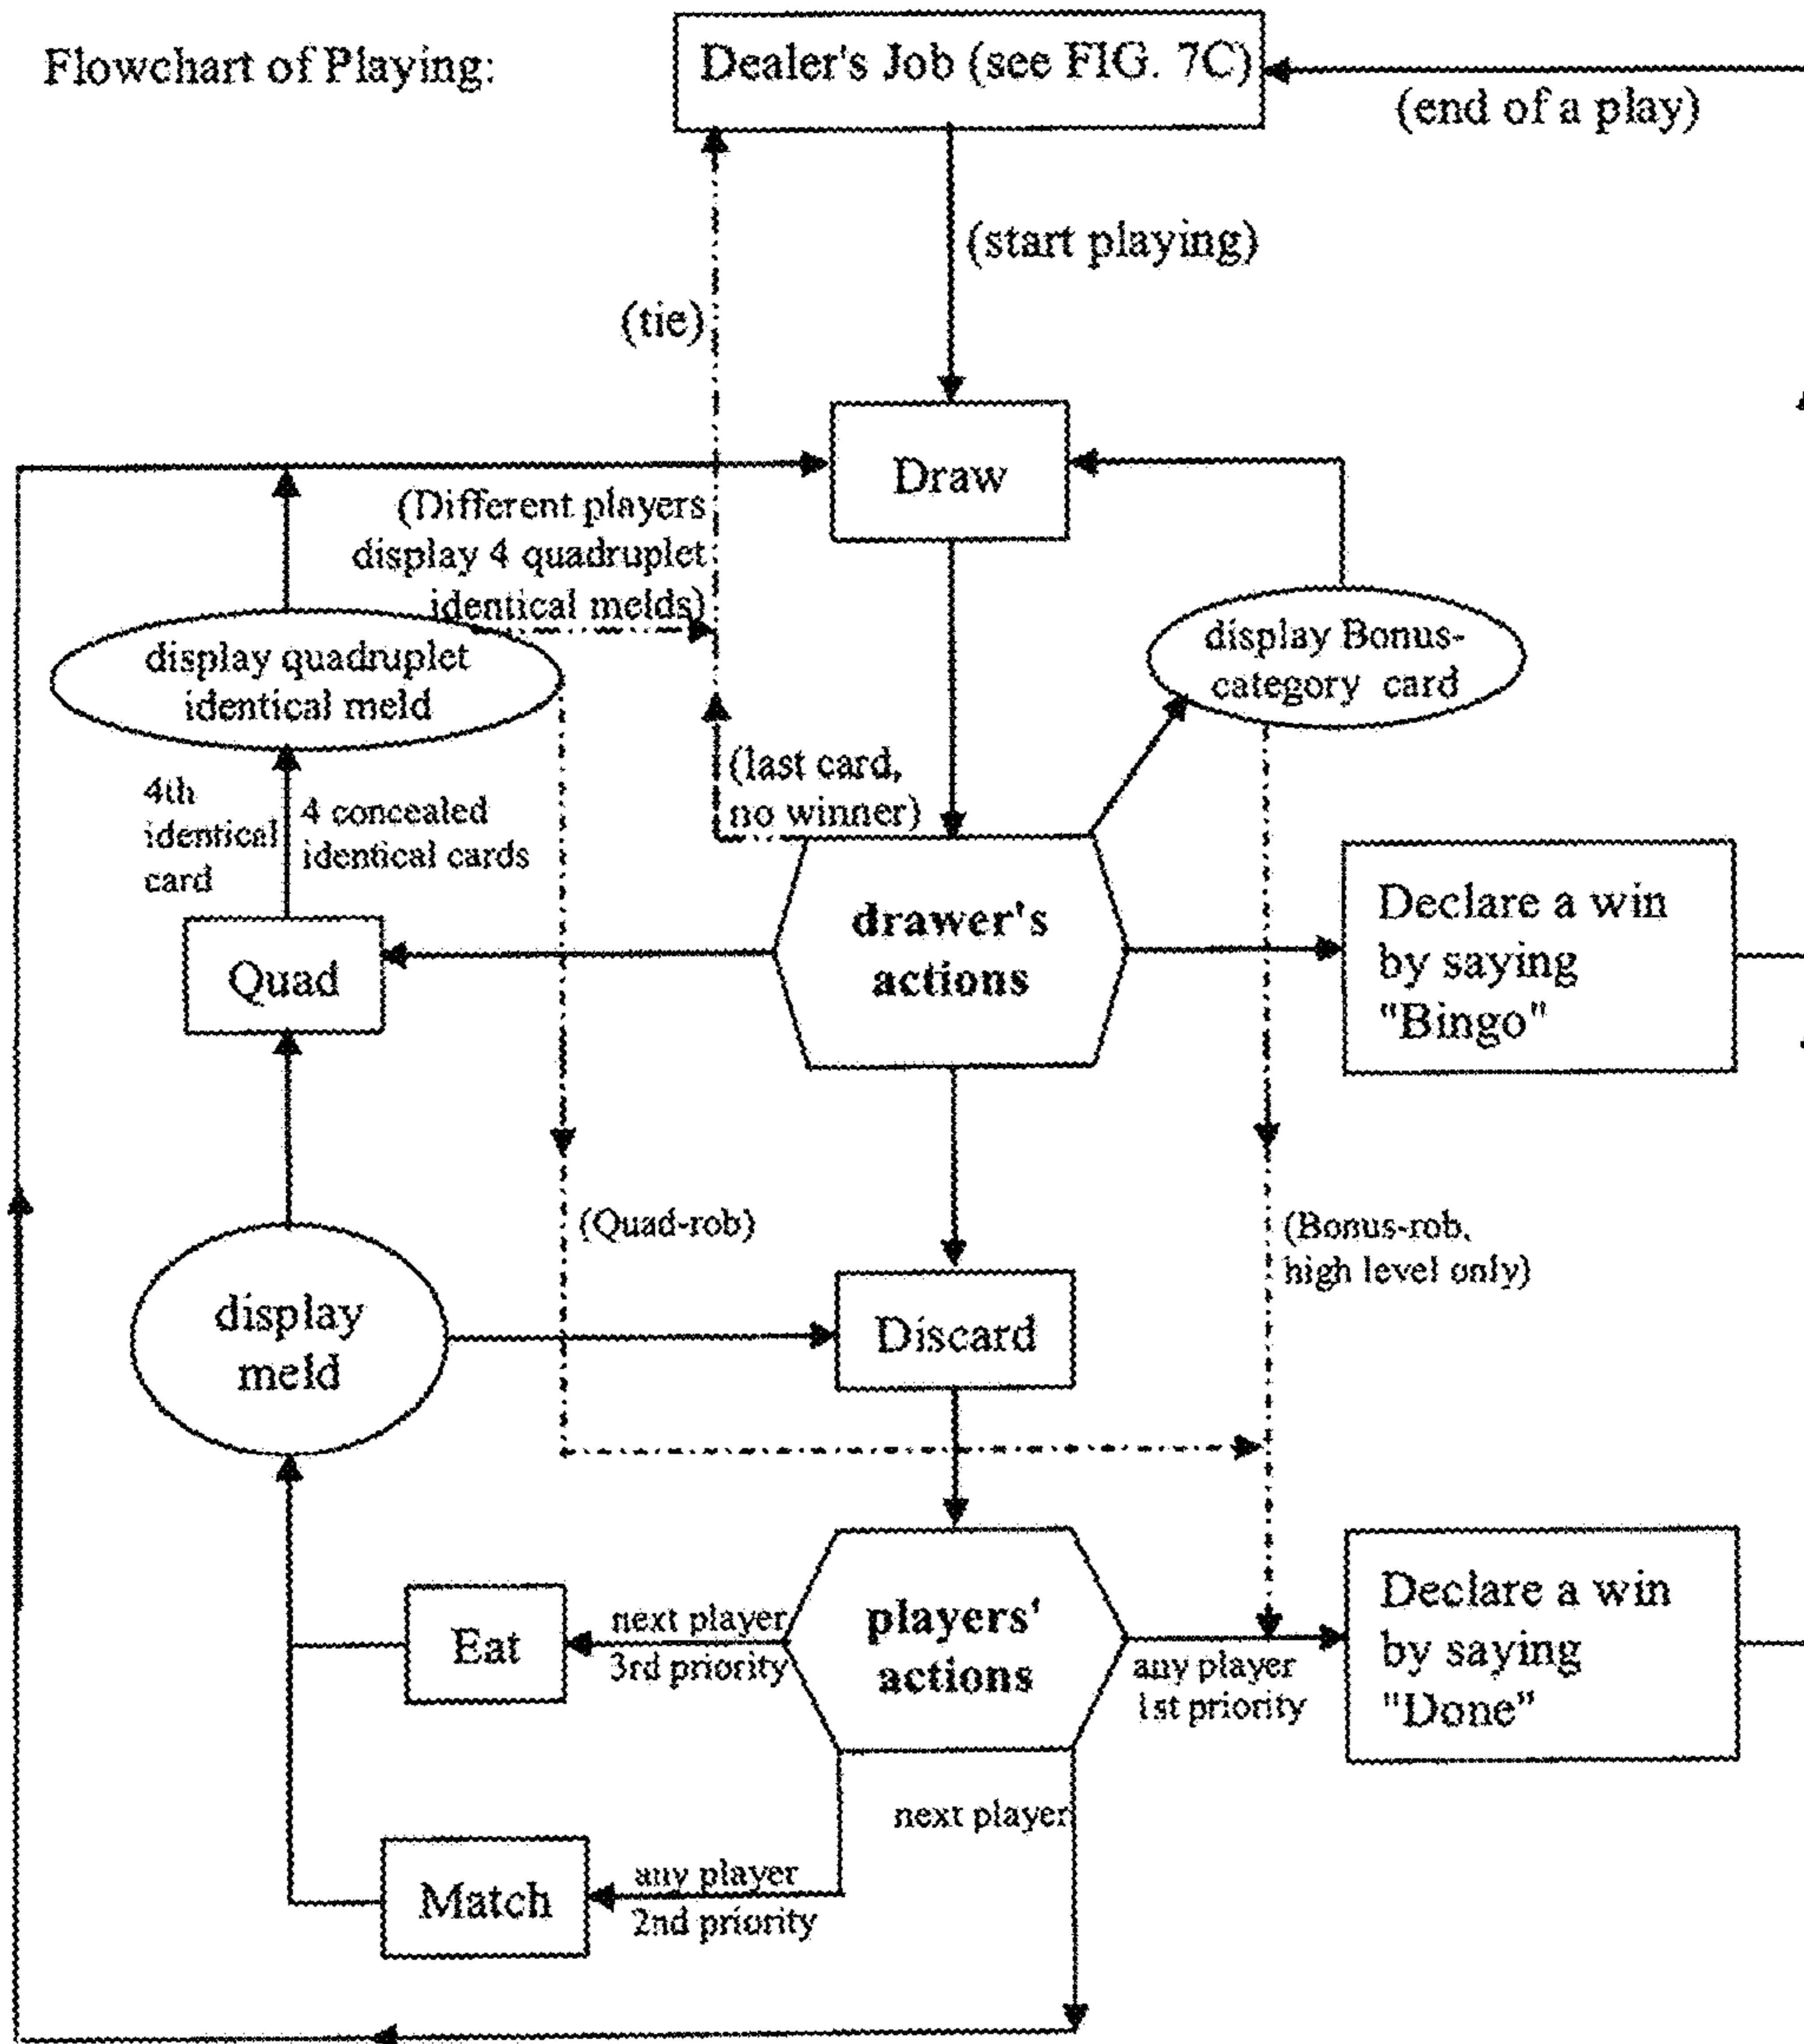 Flowchart of Playing:
Dealer's Job (see FIG. 7C)
(end of a play)
(start playing)
(tie)
Draw
(Different players
display 4 quadruplet
identical melds)
display quadruplet
identical meld
display Bonus-
category card
(last card,
no winner)
4th
identical
card
4 concealed
identical cards
Quad
drawer's
actions
Declare a win
by saying
"Bingo"
(Quad-rob)
(Bonus-rob,
high level only)
display
meld
Discard
Eat
next player
3rd priority
players'
actions
any player
1st priority
Declare a win
by saying
"Done"
next player
Match
any player
2nd priority